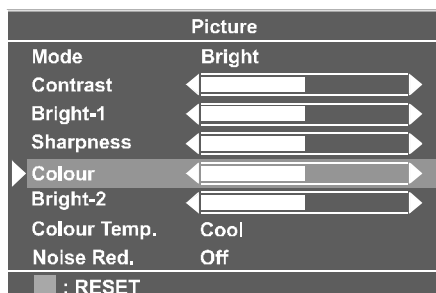 Picture
Mode Bright
Contrast
Bright-1
Sharpness
Colour
Bright-2
Colour Temp. Cool
Noise Red. Off
: RESET